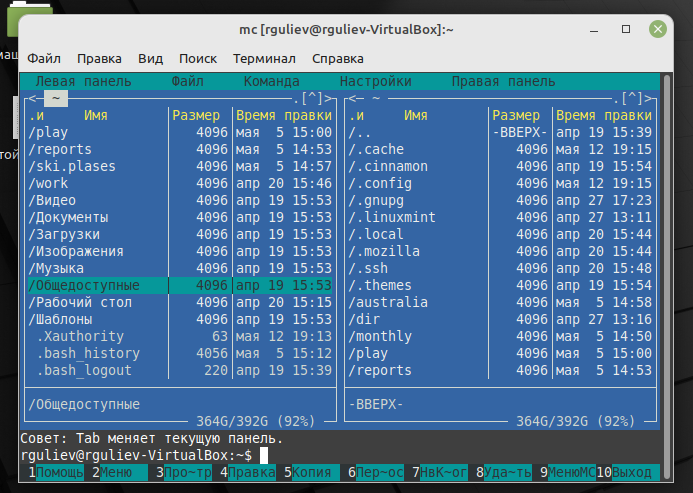 mc [rguliev@rguliev-VirtualBox]:~
Файл Правка Вид Поиск Терминал Справка
Левая панель Файл Команда Настройки Правая панель
<─ ~ .[^]> <─ ~ .[^]>
.и Имя Размер Время правки .и Имя Размер Время правки
/play 4096 мая 5 15:00 /.. -ВВЕРХ- апр 19 15:39
/reports 4096 мая 5 14:53 /.cache 4096 мая 12 19:15
/ski.plases 4096 мая 5 14:57 /.cinnamon 4096 апр 19 15:54
/work 4096 апр 20 15:46 /.config 4096 мая 12 19:15
/Видео 4096 апр 19 15:53 /.gnupg 4096 апр 27 17:23
/Документы 4096 апр 19 15:53 /.linuxmint 4096 апр 27 13:11
/Загрузки 4096 апр 19 15:53 /.local 4096 апр 20 15:44
/Изображения 4096 апр 19 15:53 /.mozilla 4096 апр 20 15:44
/Музыка 4096 апр 19 15:53 /.ssh 4096 апр 20 15:48
/Общедоступные 4096 апр 19 15:53 /.themes 4096 апр 19 15:54
/Рабочий стол 4096 апр 20 15:15 /australia 4096 мая 5 14:58
/Шаблоны 4096 апр 19 15:53 /dir 4096 апр 27 13:16
.Xauthority 63 мая 12 19:13 /monthly 4096 мая 5 14:50
.bash_history 4056 мая 5 15:12 /play 4096 мая 5 15:00
.bash_logout 220 апр 19 15:39 /reports 4096 мая 5 14:53
/Общедоступные -ВВЕРХ-
364G/392G (92%) 364G/392G (92%)
Совет: Tab меняет текущую панель.
rguliev@rguliev-VirtualBox:~$
1Помощь 2Меню 3Про~тр 4Правка 5Копия 6Пер~ос 7НвК~ог 8Уда~ть 9МенюМС 10Выход